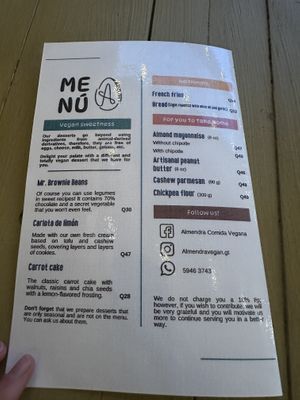 ME
NÚ
Vegan sweetness
Our desserts go beyond using
ingredients from animal-derived
derivatives, therefore, they are free of
eggs, cheese, milk, butter, gelatin, etc.
Delight your palate with a different and
totally vegan dessert that we have for
you.
Mr. Brownie Beans
Of course you can use legumes
in sweet recipes! It contains 70%
chocolate and a secret vegetable
that you won't even feel.
Q30
Carlota de limón
Made with our own fresh cream
based on tofu and cashew
seeds, covering layers and layers
of cookies.
Q47
Carrot cake
The classic carrot cake with
walnuts, raisins and chia seeds
with a lemon-flavored frosting.
Q28
Don't forget that we prepare desserts that
are only seasonal and are not on the menu.
You can ask us about them.
French fries
Bread
For you to take home
Almond mayonnaise (8 oz)
Without chipotle
Q47
With chipotle
Artisanal peanut
butter (8 oz)
Cashew parmesan (90 g)
Q48
Chickpea flour (300 g)
Follow us!
Almendra Comida Vegana
Almendravegan.gt
5946 3743
We do not charge you a 10% tip,
however, if you wish to contribute, we will
be very grateful and you will motivate us
to continue serving you in a better
way.